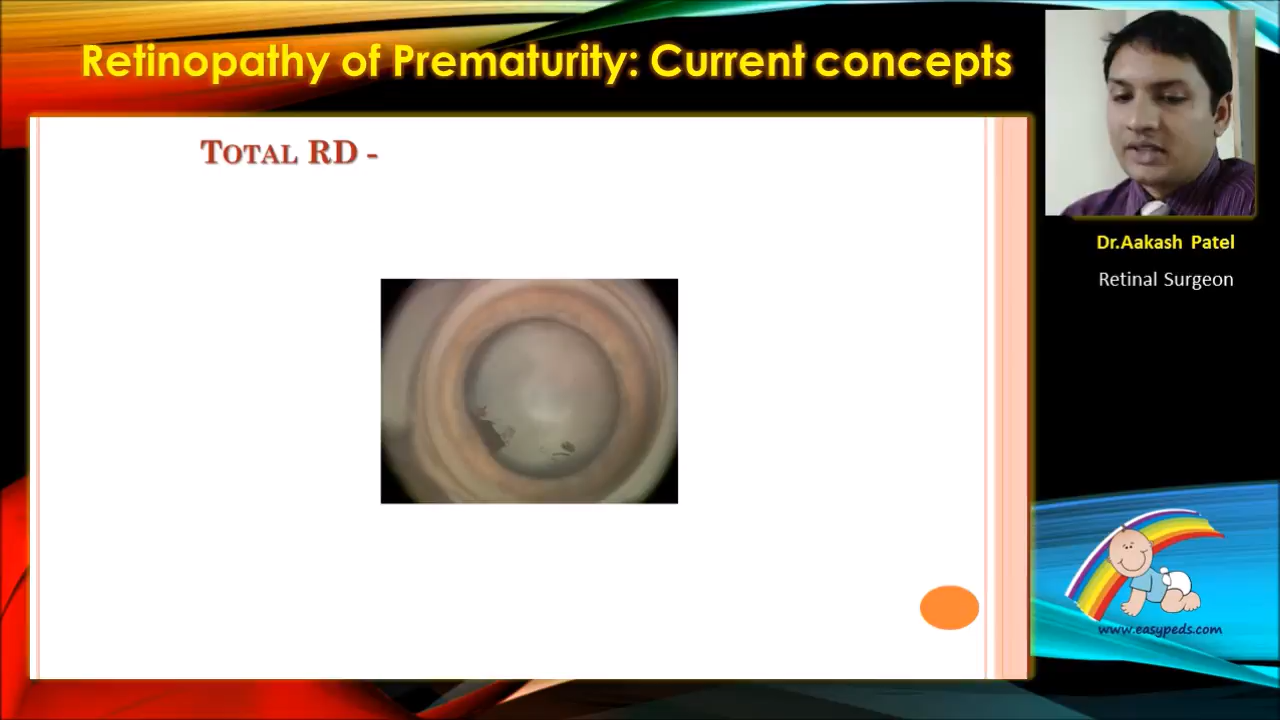 Retinopathy of Prematurity: Current concepts
TOTAL RD -
Dr.Aakash Patel
Retinal Surgeon
www.easypeds.com